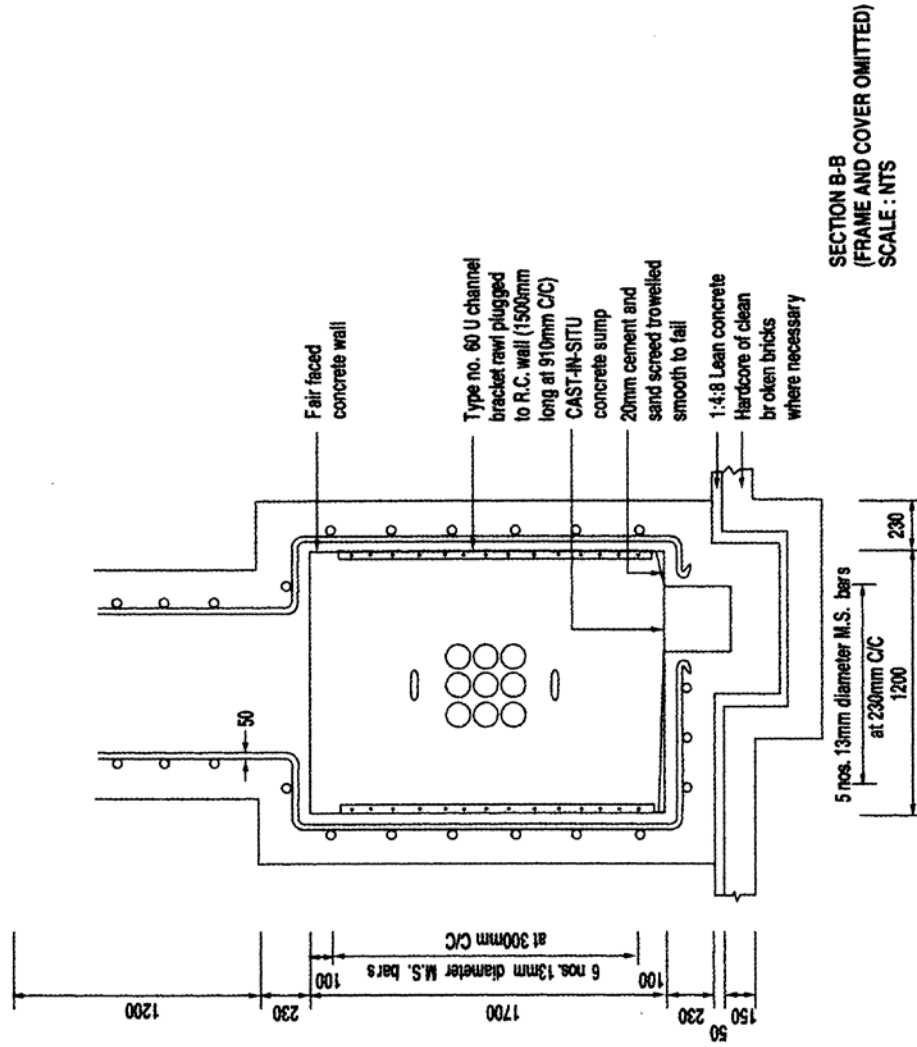 1200
230
1700
230
50
150
100
6 nos. 13mm diameter M.S. bars
at 300mm C/C
100
50
Fair faced
concrete wall
Type no. 60 U channel
bracket rawl plugged
to R.C. wall (1500mm
long at 910mm C/C)
CAST-IN-SITU
concrete sump
20mm cement and
sand screed trowelled
smooth to fall
1:4:8 Lean concrete
Hardcore of clean
br oken bricks
where necessary
5 nos. 13mm diameter M.S. bars
at 230mm C/C
1200
230
SECTION B-B
(FRAME AND COVER OMITTED)
SCALE : NTS